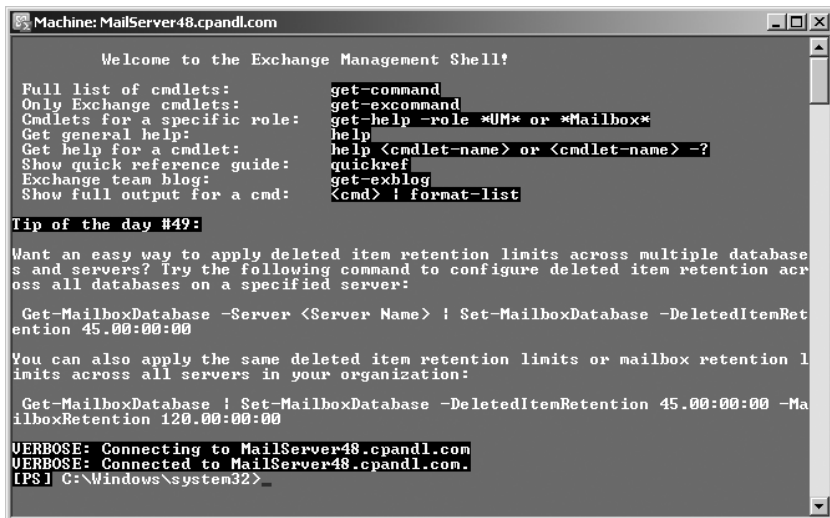 Machine: MailServer48.cpandl.com
Welcome to the Exchange Management Shell!
Full list of cmdlets: get-command
Only Exchange cmdlets: get-excommand
Cmdlets for a specific role: get-help -role *UM* or *Mailbox*
Get general help: help
Get help for a cmdlet: help <cmdlet-name> or <cmdlet-name> -?
Show quick reference guide: quickref
Exchange team blog: get-exblog
Show full output for a cmd: <cmd> | format-list
Tip of the day #49:
Want an easy way to apply deleted item retention limits across multiple database
s and servers? Try the following command to configure deleted item retention acr
oss all databases on a specified server:
Get-MailboxDatabase -Server <Server Name> | Set-MailboxDatabase -DeletedItemRet
ention 45.00:00:00
You can also apply the same deleted item retention limits or mailbox retention l
imits across all servers in your organization:
Get-MailboxDatabase | Set-MailboxDatabase -DeletedItemRetention 45.00:00:00 -Ma
ilboxRetention 120.00:00:00
VERBOSE: Connecting to MailServer48.cpandl.com
VERBOSE: Connected to MailServer48.cpandl.com.
[PS] C:\Windows\system32>_